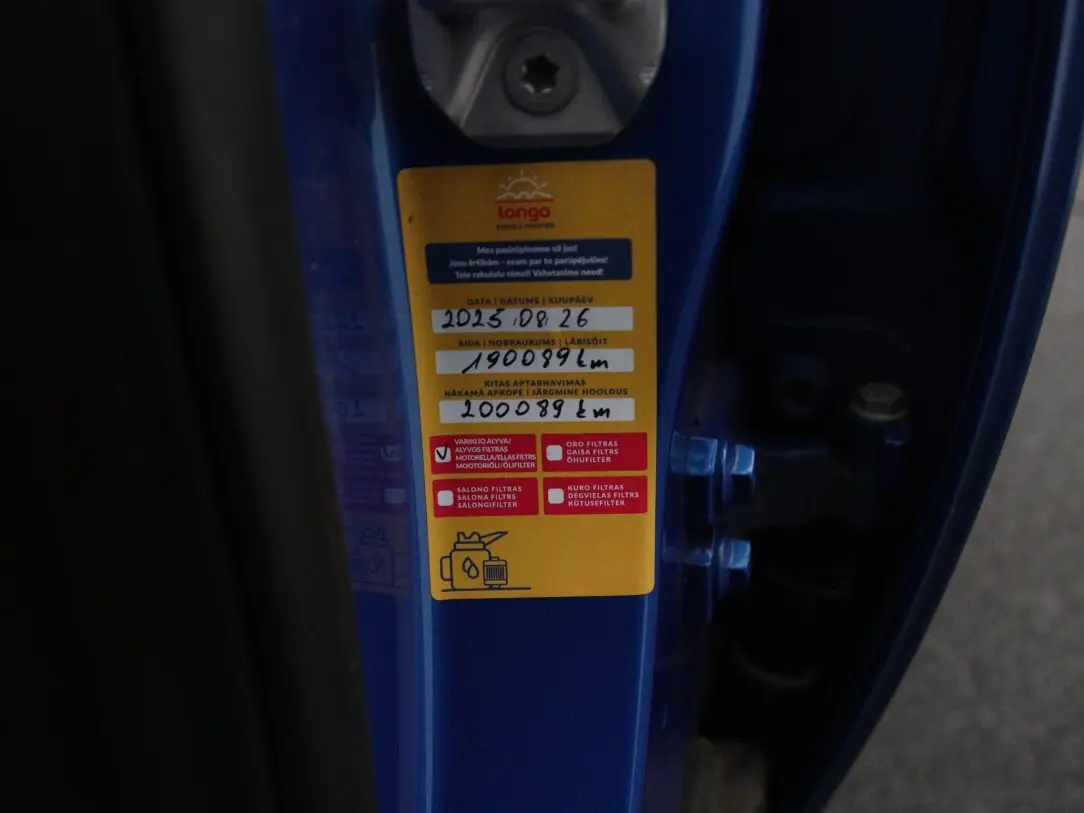 longo
Mes pasirūpinome už jus!
Jūsu ērtībām - esam par to parūpējušies!
Teie rahulolu nimel! Vahetasime need!
DATA | DATUMS | KUUPÄEV
2025.08.26
RIDA | NOBRAUKUMS | LÄBISÕIT
190089 km
KITAS APTARNAVIMAS
NĀKAMĀ APKOPE | JÄRGMINE HOOLDUS
200089 km
VARIKLIO ALYVA/
ALYVOS FILTRAS
MOTORELLA/EĻĻAS FILTRS
MOOTORIÕLI/ÕLIFILTER
ORO FILTRAS
GAISA FILTRS
ÕHUFILTER
SALONO FILTRAS
SALONA FILTRS
SALONGIFILTER
KURO FILTRAS
DEGVIELAS FILTRS
KÜTUSEFILTER